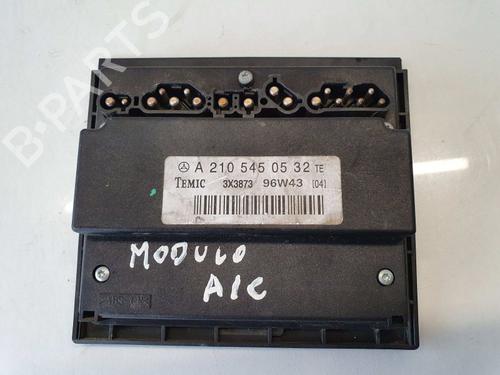 B-PARTS
A 210 545 05 32 TE
TEMIC 3X3873 96W43 [04]
MODULO
A/C